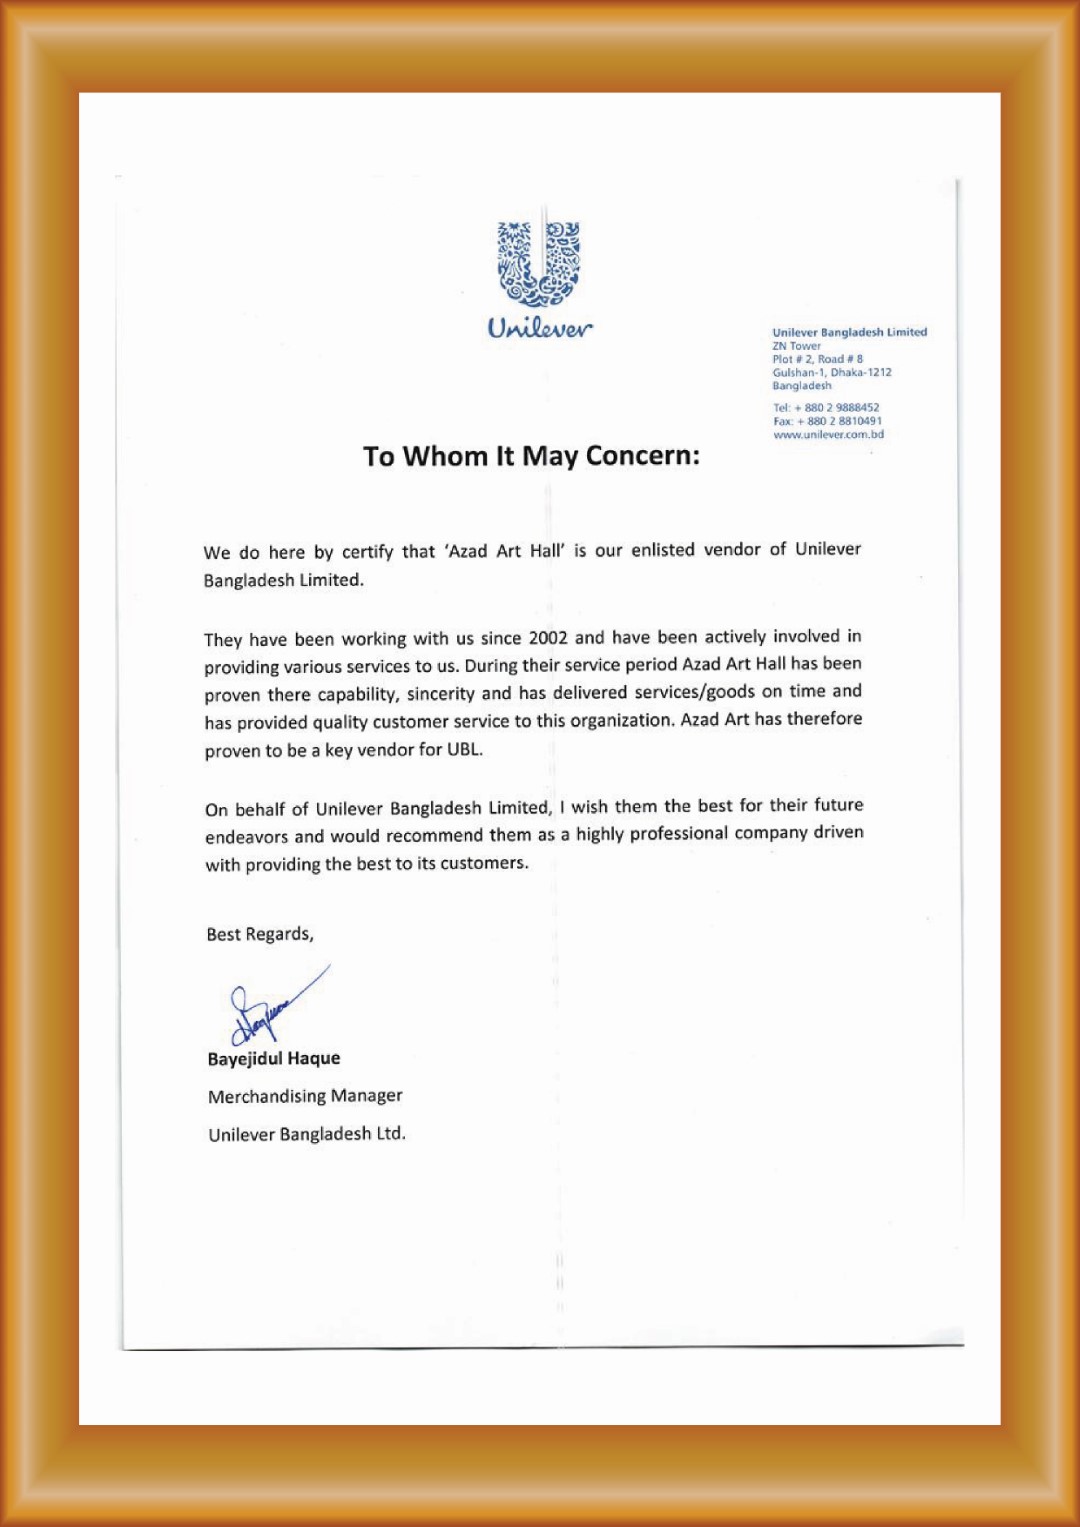 Unilever
Unilever Bangladesh Limited
ZN Tower
Plot # 2, Road # 8
Gulshan-1, Dhaka-1212
Bangladesh
Tel: + 880 2 9888452
Fax: + 880 2 8810491
www.unilever.com.bd
To Whom It May Concern:
We do here by certify that ‘Azad Art Hall’ is our enlisted vendor of Unilever
Bangladesh Limited.
They have been working with us since 2002 and have been actively involved in
providing various services to us. During their service period Azad Art Hall has been
proven there capability, sincerity and has delivered services/goods on time and
has provided quality customer service to this organization. Azad Art has therefore
proven to be a key vendor for UBL.
On behalf of Unilever Bangladesh Limited, I wish them the best for their future
endeavors and would recommend them as a highly professional company driven
with providing the best to its customers.
Best Regards,
Bayejidul Haque
Merchandising Manager
Unilever Bangladesh Ltd.